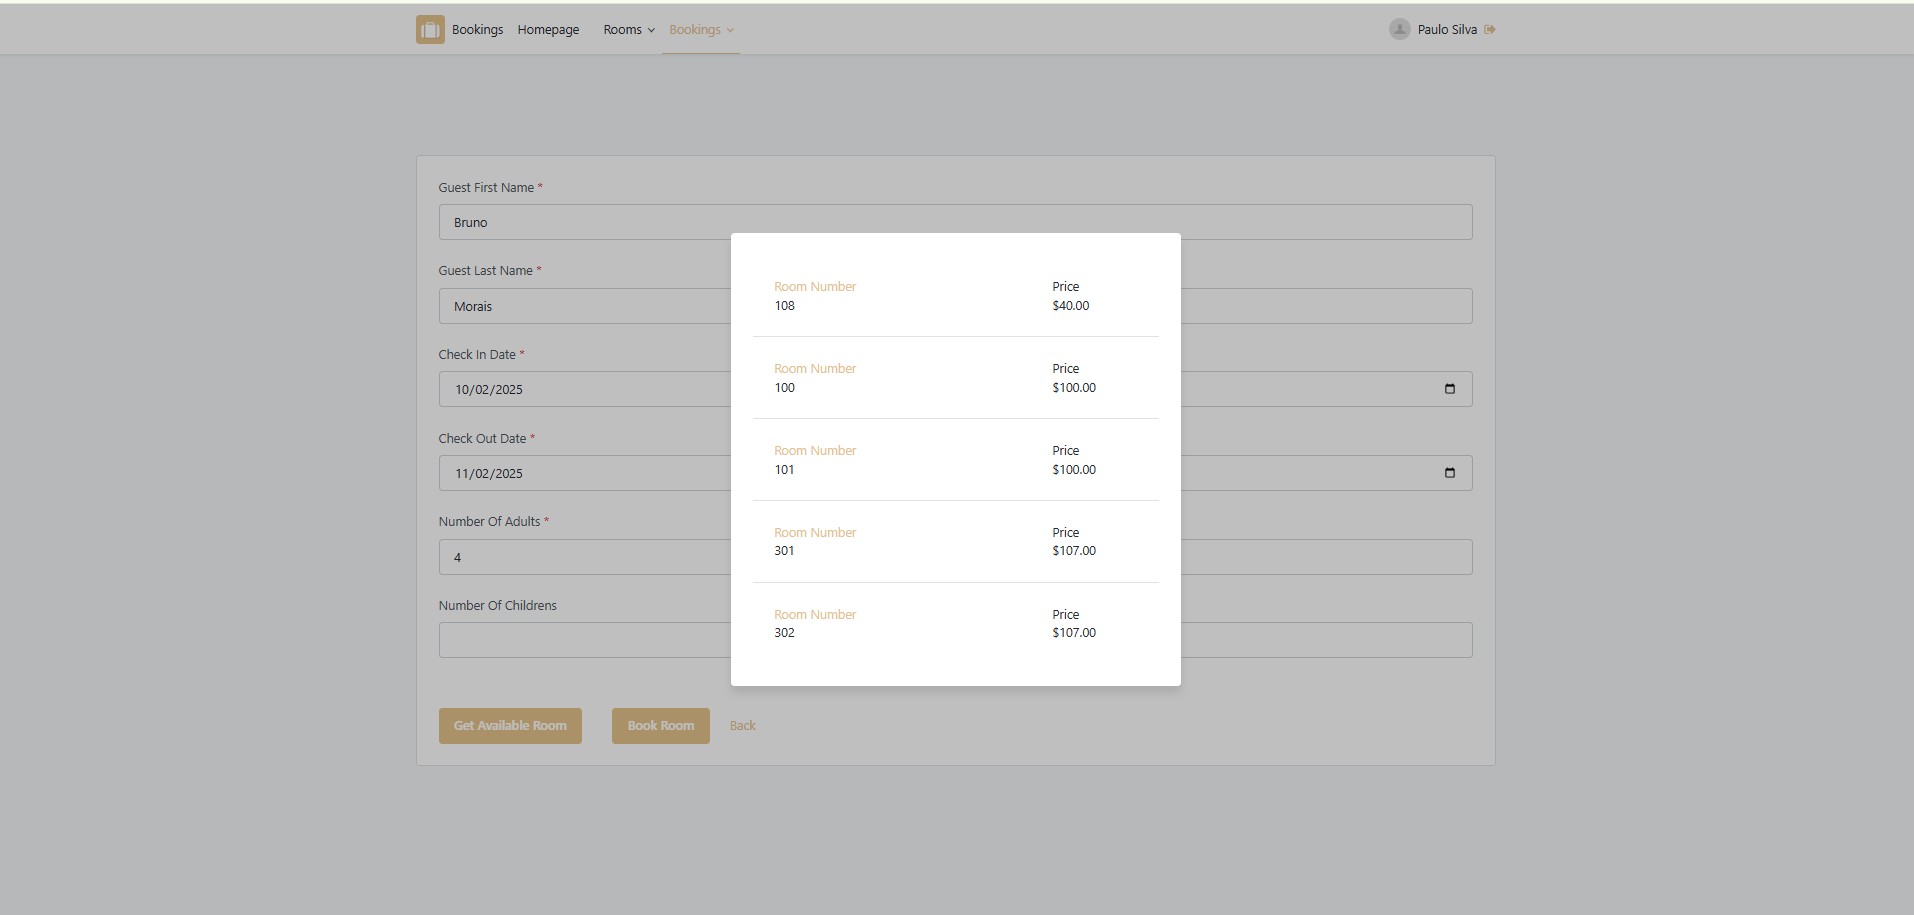 Bookings Homepage Rooms Bookings Paulo Silva
Guest First Name *
Bruno
Guest Last Name *
Morais
Check In Date *
10/02/2025
Check Out Date *
11/02/2025
Number Of Adults *
4
Number Of Childrens
Room Number Price
108 $40.00
Room Number Price
100 $100.00
Room Number Price
101 $100.00
Room Number Price
301 $107.00
Room Number Price
302 $107.00
Get Available Room Book Room Back